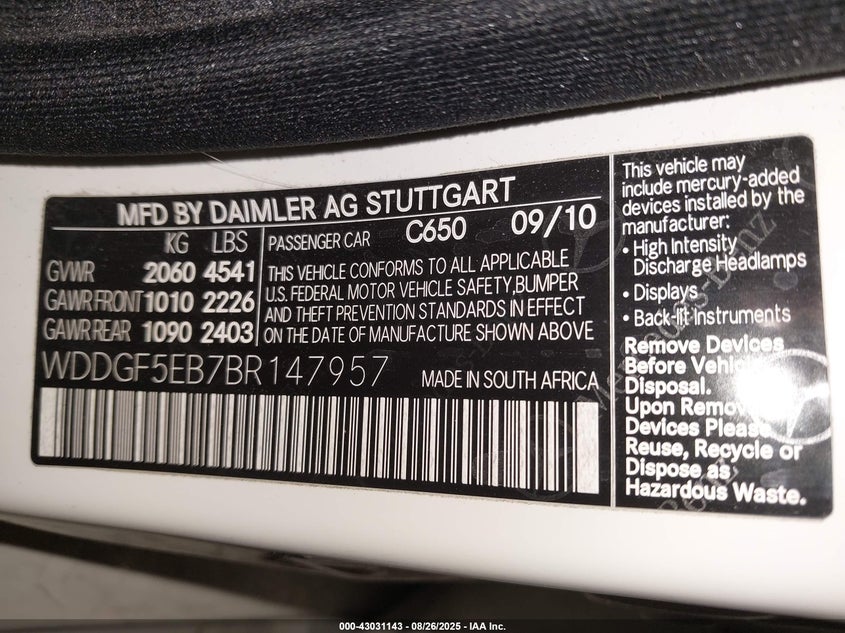 MFD BY DAIMLER AG STUTTGART
KG LBS
GVWR 2060 4541
GAWR FRONT 1010 2226
GAWR REAR 1090 2403
PASSENGER CAR C650 09/10
THIS VEHICLE CONFORMS TO ALL APPLICABLE
U.S. FEDERAL MOTOR VEHICLE SAFETY,BUMPER
AND THEFT PREVENTION STANDARDS IN EFFECT
ON THE DATE OF MANUFACTURE SHOWN ABOVE
WDDGF5EB7BR147957
MADE IN SOUTH AFRICA
This vehicle may
include mercury-added
devices installed by the
manufacturer:
• High Intensity
Discharge Headlamps
• Displays
• Back-lit Instruments
Remove Devices
Before Vehic
Disposal.
Upon Remov
Devices Please
Reuse, Recycle or
Dispose as
Hazardous Waste.
000-43031143 - 08/26/2025 - IAA Inc.